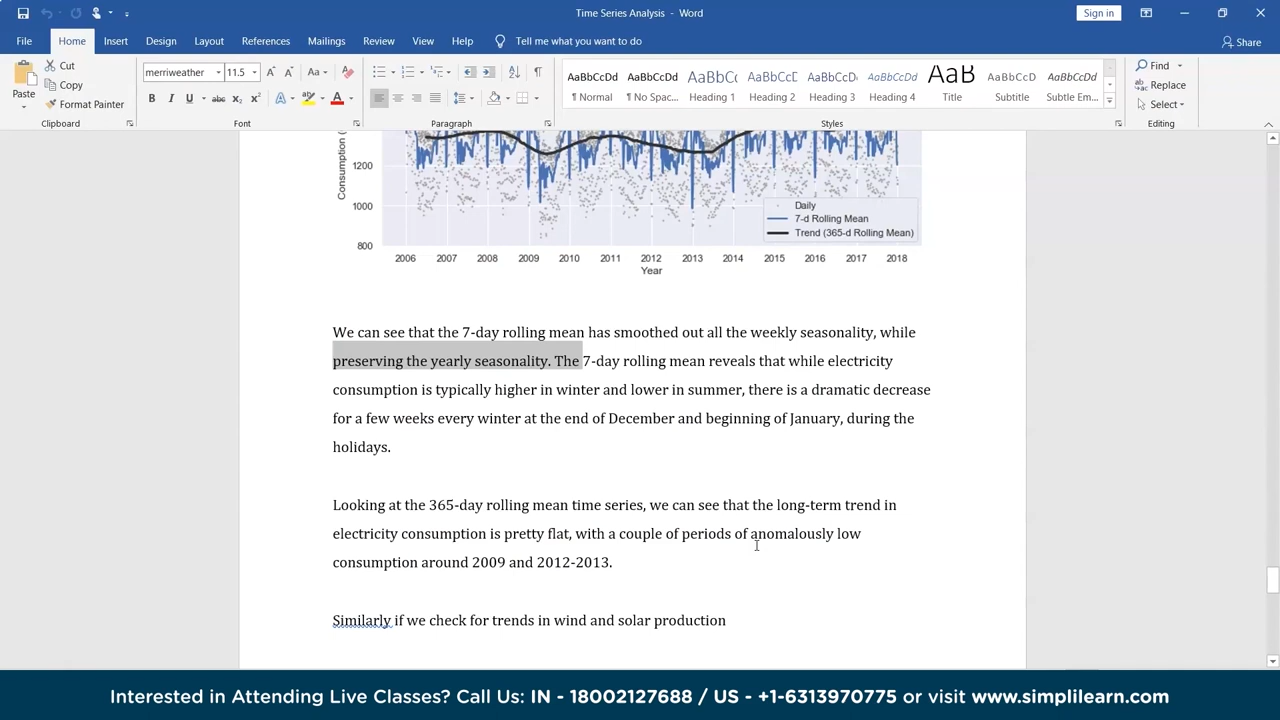 Time Series Analysis - Word
Sign in
File Home Insert Design Layout References Mailings Review View Help Tell me what you want to do Share
Paste
Cut
Copy
Format Painter
Clipboard
merriweather 11.5 Aa
B I U abc x₂ x² A A
Font
Paragraph
AaBbCcDd AaBbCcDd AaBbCc AaBbCcD AaBbCcD AaBbCcDd AaB AaBbCcD AaBbCcDd
¶ Normal ¶ No Spac... Heading 1 Heading 2 Heading 3 Heading 4 Title Subtitle Subtle Em...
Styles
Find
Replace
Select
Editing
Consumption (
1200
1000
800
Daily
7-d Rolling Mean
Trend (365-d Rolling Mean)
2006 2007 2008 2009 2010 2011 2012 2013 2014 2015 2016 2017 2018
Year
We can see that the 7-day rolling mean has smoothed out all the weekly seasonality, while
preserving the yearly seasonality. The 7-day rolling mean reveals that while electricity
consumption is typically higher in winter and lower in summer, there is a dramatic decrease
for a few weeks every winter at the end of December and beginning of January, during the
holidays.
Looking at the 365-day rolling mean time series, we can see that the long-term trend in
electricity consumption is pretty flat, with a couple of periods of anomalously low
consumption around 2009 and 2012-2013.
Similarly if we check for trends in wind and solar production
Interested in Attending Live Classes? Call Us: IN - 18002127688 / US - +1-6313970775 or visit www.simplilearn.com